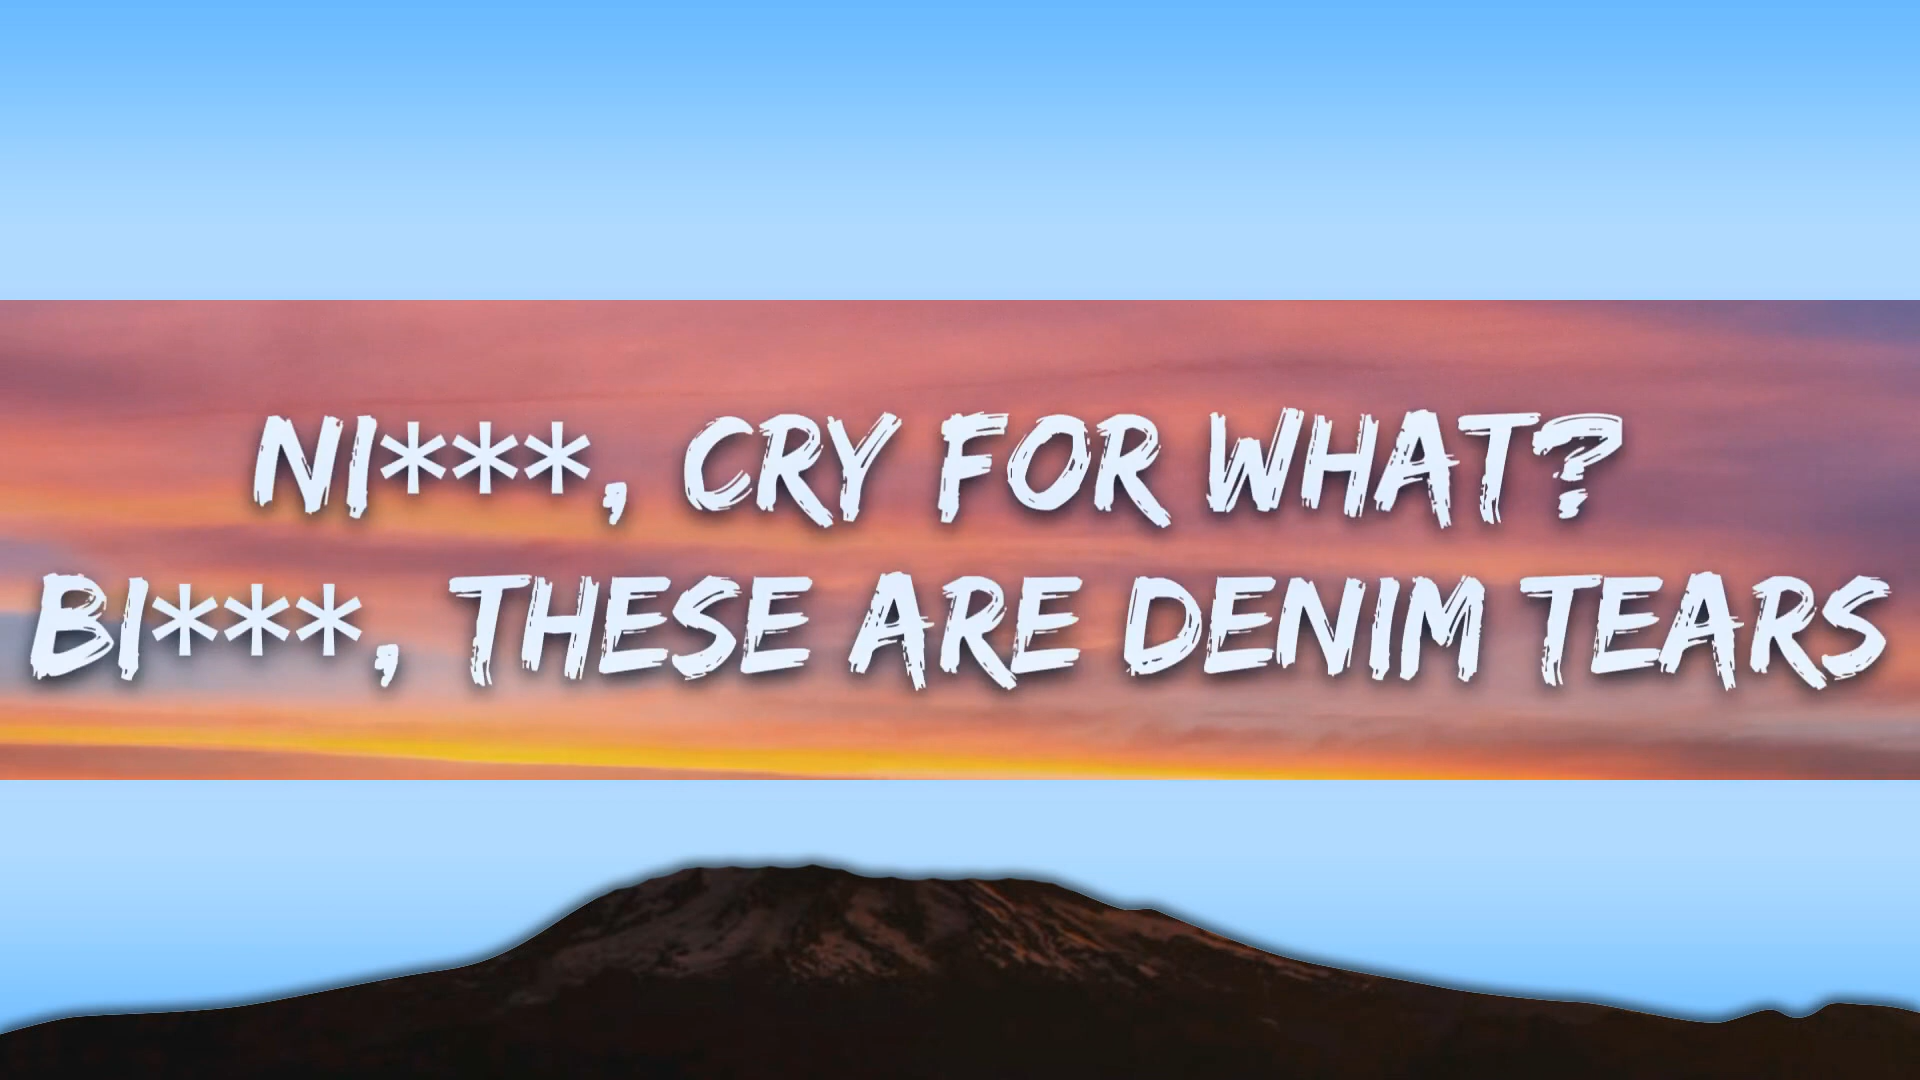 NI***, CRY FOR WHAT?
BI***, THESE ARE DENIM TEARS